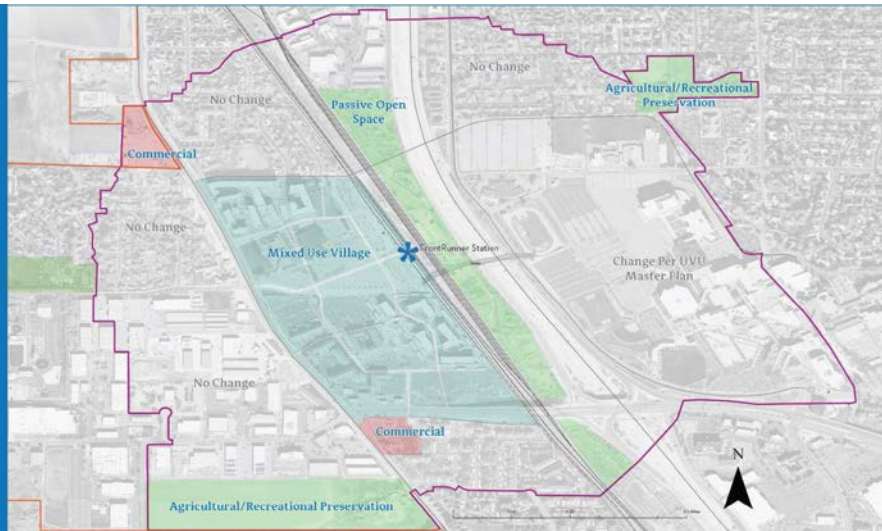 No Change
Agricultural/Recreational
Preservation
No Change
Passive Open
Space
Commercial
No Change
Mixed Use Village
FrontRunner Station
Change Per UVU
Master Plan
No Change
Commercial
N
Agricultural/Recreational Preservation